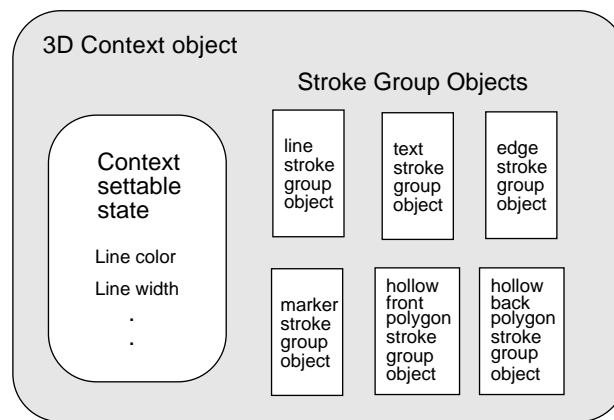 3D Context object
Stroke Group Objects
Context
settable
state
Line color
Line width
.
.
line
stroke
group
object
text
stroke
group
object
edge
stroke
group
object
marker
stroke
group
object
hollow
front
polygon
stroke
group
object
hollow
back
polygon
stroke
group
object